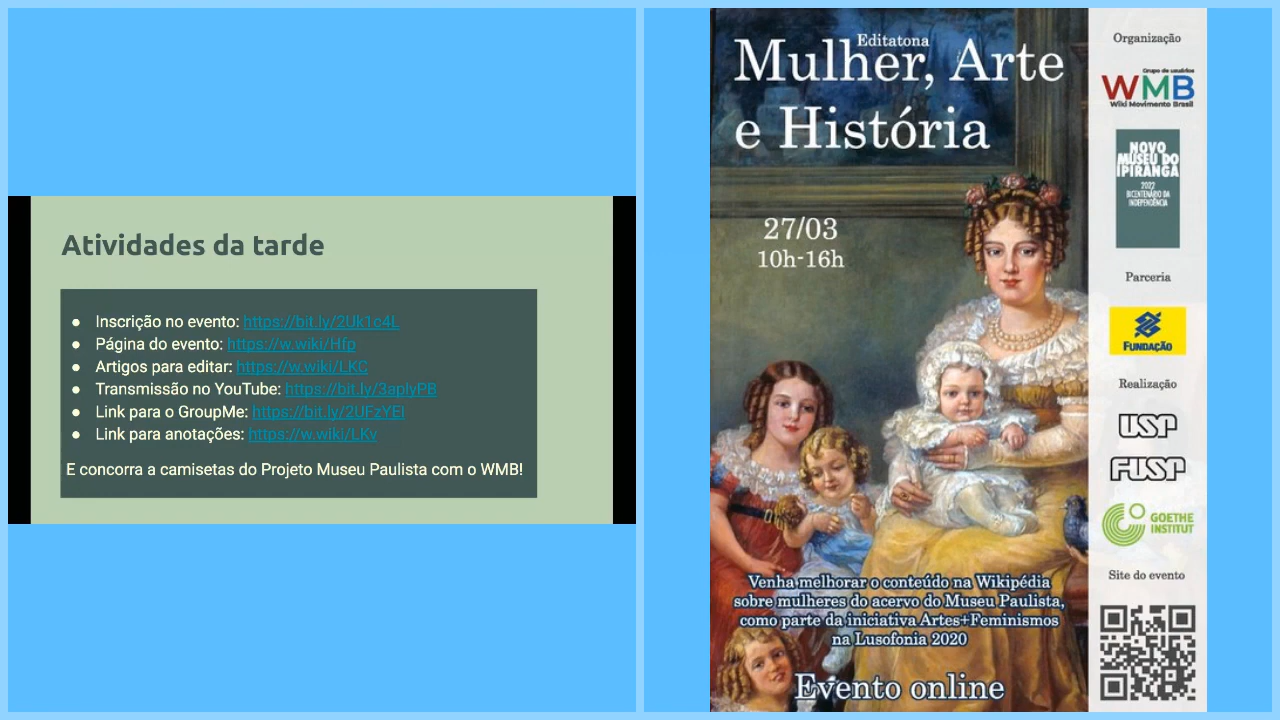 Atividades da tarde
● Inscrição no evento: https://bit.ly/2Uk1c4L
● Página do evento: https://w.wiki/Hfp
● Artigos para editar: https://w.wiki/LKC
● Transmissão no YouTube: https://bit.ly/3aplyPB
● Link para o GroupMe: https://bit.ly/2UFzYEI
● Link para anotações: https://w.wiki/LKv
E concorra a camisetas do Projeto Museu Paulista com o WMB!
Editatona
Mulher, Arte
e História
27/03
10h-16h
Venha melhorar o conteúdo na Wikipédia
sobre mulheres do acervo do Museu Paulista,
como parte da iniciativa Artes+Feminismos
na Lusofonia 2020
Evento online
Organização
Grupo de usuários
WMB
Wiki Movimento Brasil
NOVO
MUSEU DO
IPIRANGA
2022
BICENTENÁRIO DA
INDEPENDÊNCIA
Parceria
FUNDAÇÃO
Realização
USP
FUSP
GOETHE
INSTITUT
Site do evento